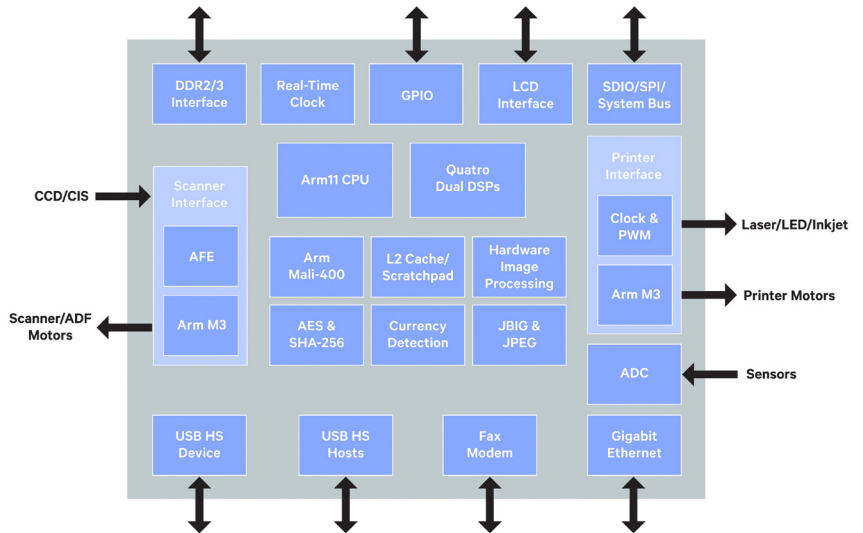 DDR2/3
Interface
Real-Time
Clock
GPIO
LCD
Interface
SDIO/SPI/
System Bus
CCD/CIS
Scanner
Interface
AFE
Arm M3
Scanner/ADF
Motors
Arm11 CPU
Quatro
Dual DSPs
Arm
Mali-400
L2 Cache/
Scratchpad
Hardware
Image
Processing
AES &
SHA-256
Currency
Detection
JBIG &
JPEG
Printer
Interface
Clock &
PWM
Arm M3
Laser/LED/Inkjet
Printer Motors
ADC
Sensors
USB HS
Device
USB HS
Hosts
Fax
Modem
Gigabit
Ethernet